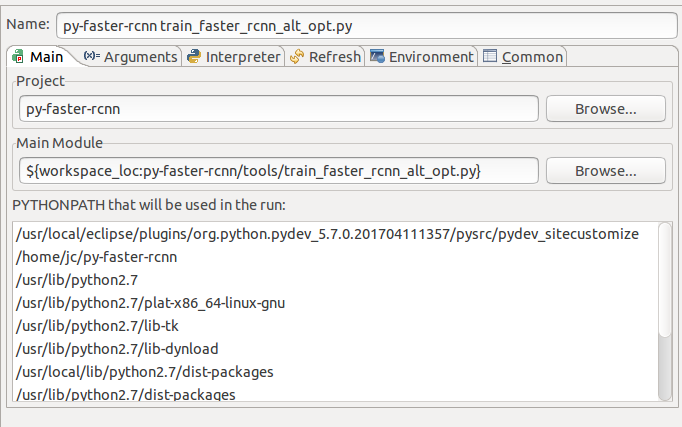 Name: py-faster-rcnn train_faster_rcnn_alt_opt.py
Main (x)= Arguments Interpreter Refresh Environment Common
Project
py-faster-rcnn Browse...
Main Module
${workspace_loc:py-faster-rcnn/tools/train_faster_rcnn_alt_opt.py} Browse...
PYTHONPATH that will be used in the run:
/usr/local/eclipse/plugins/org.python.pydev_5.7.0.201704111357/pysrc/pydev_sitecustomize
/home/jc/py-faster-rcnn
/usr/lib/python2.7
/usr/lib/python2.7/plat-x86_64-linux-gnu
/usr/lib/python2.7/lib-tk
/usr/lib/python2.7/lib-dynload
/usr/local/lib/python2.7/dist-packages
/usr/lib/python2.7/dist-packages